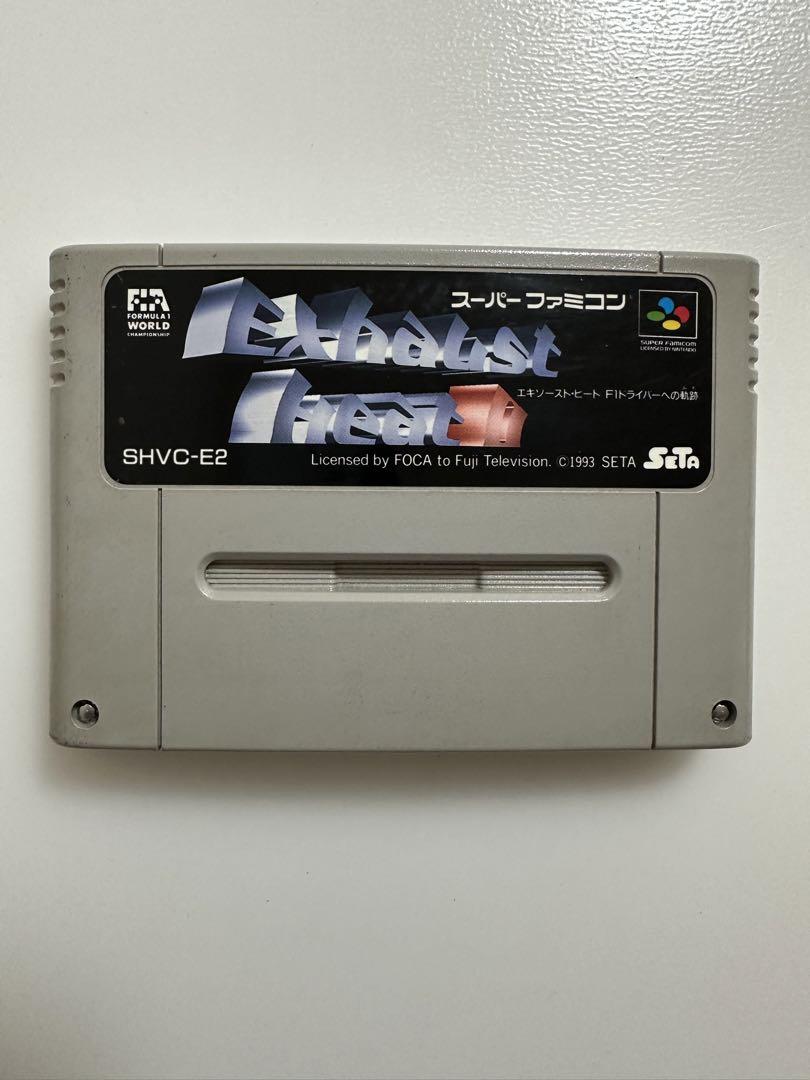 FIA
FORMULA 1
WORLD
CHAMPIONSHIP
Exhaust
Heat
スーパーファミコン
SUPER FAMICOM
LICENSED BY NINTENDO
エキゾースト・ヒート F1ドライバーへの軌跡
SHVC-E2
Licensed by FOCA to Fuji Television. ©1993 SETA
SETA